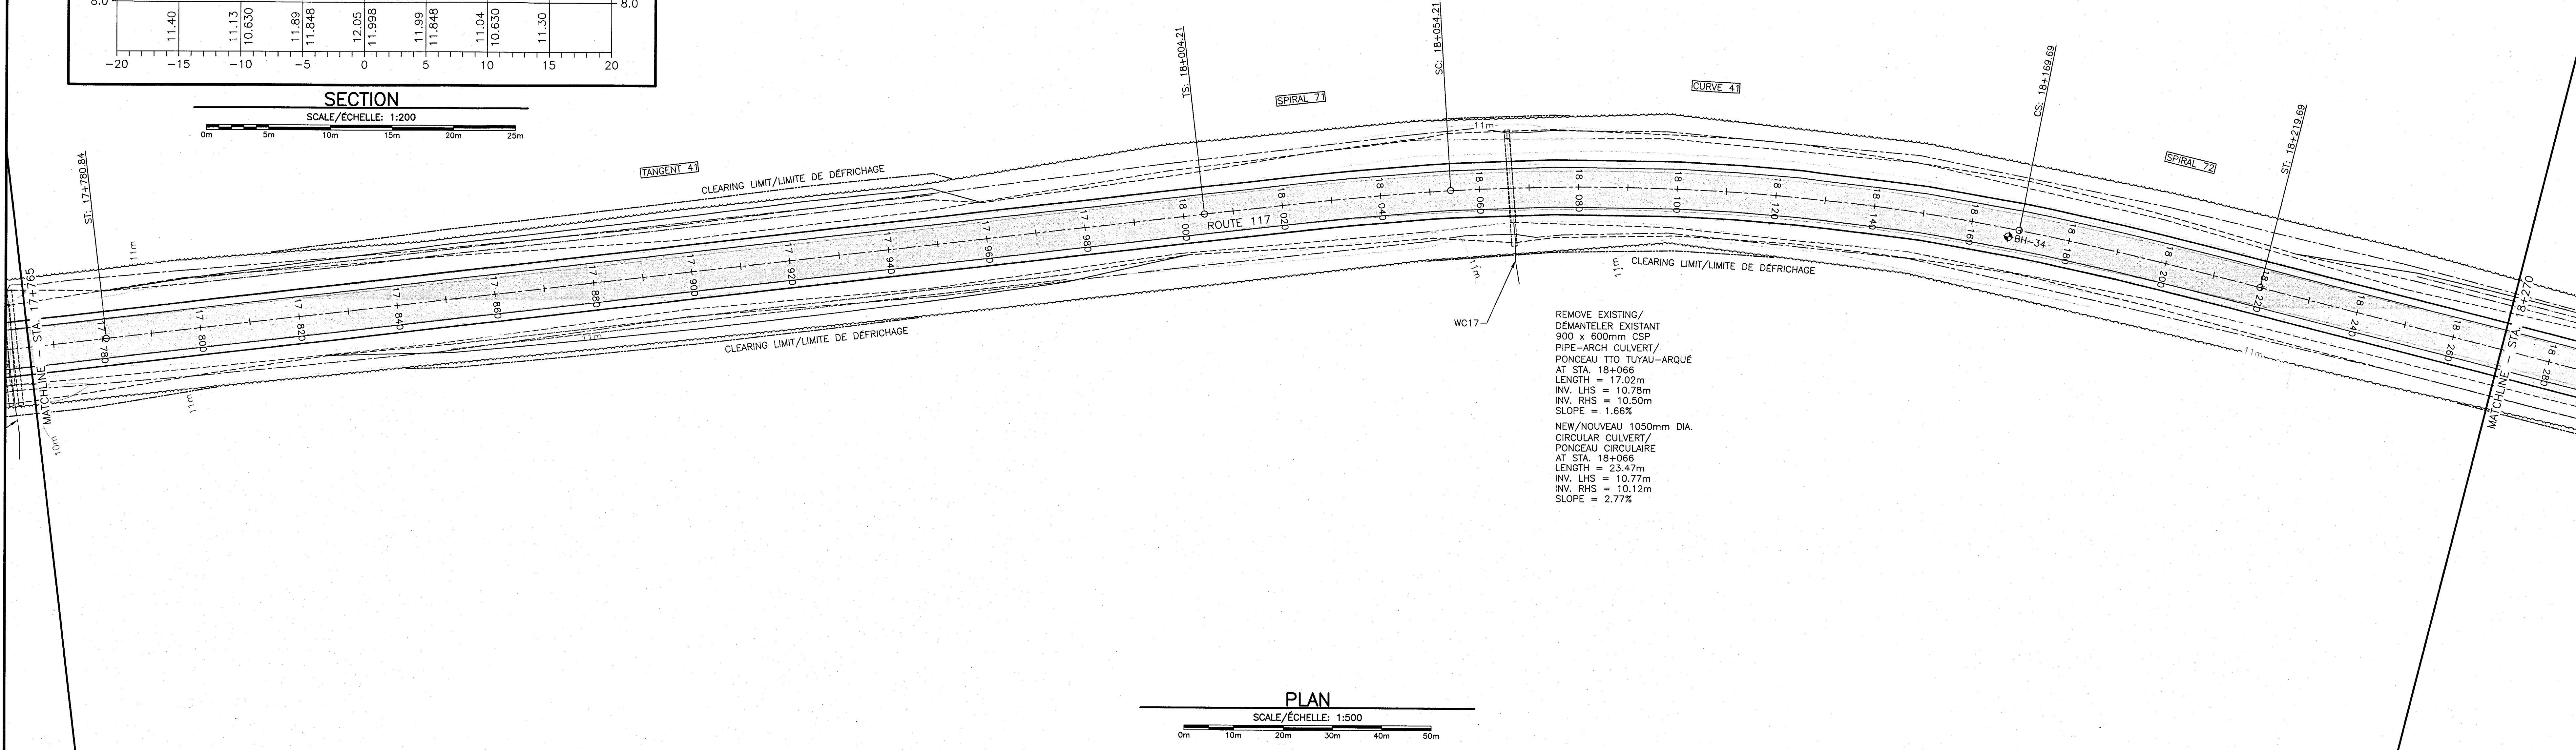 8.0
8.0
11.40
11.13
10.630
11.89
11.848
12.05
11.998
11.99
11.848
11.04
10.630
11.30
-20 -15 -10 -5 0 5 10 15 20
SECTION
SCALE/ÉCHELLE: 1:200
0m 5m 10m 15m 20m 25m
ST: 17+780.84
TANGENT 41
CLEARING LIMIT/LIMITE DE DÉFRICHAGE
TS: 18+004.21
SPIRAL 71
SC: 18+054.21
CURVE 41
CS: 18+169.69
SPIRAL 72
ST: 18+219.69
11m
11m
MATCHLINE - STA. 17+765
17+780
17+800
17+820
17+840
17+860
17+880
17+900
17+920
17+940
17+960
17+980
18+000
ROUTE 117
18+020
18+040
18+060
18+080
18+100
18+120
18+140
18+160
BH-34
18+180
18+200
18+220
18+240
18+260
18+280
MATCHLINE - STA. 18+270
11m
11m
11m
11m
11m
10m
CLEARING LIMIT/LIMITE DE DÉFRICHAGE
CLEARING LIMIT/LIMITE DE DÉFRICHAGE
WC17
REMOVE EXISTING/
DÉMANTELER EXISTANT
900 x 600mm CSP
PIPE-ARCH CULVERT/
PONCEAU TTO TUYAU-ARQUÉ
AT STA. 18+066
LENGTH = 17.02m
INV. LHS = 10.78m
INV. RHS = 10.50m
SLOPE = 1.66%
NEW/NOUVEAU 1050mm DIA.
CIRCULAR CULVERT/
PONCEAU CIRCULAIRE
AT STA. 18+066
LENGTH = 23.47m
INV. LHS = 10.77m
INV. RHS = 10.12m
SLOPE = 2.77%
PLAN
SCALE/ÉCHELLE: 1:500
0m 10m 20m 30m 40m 50m